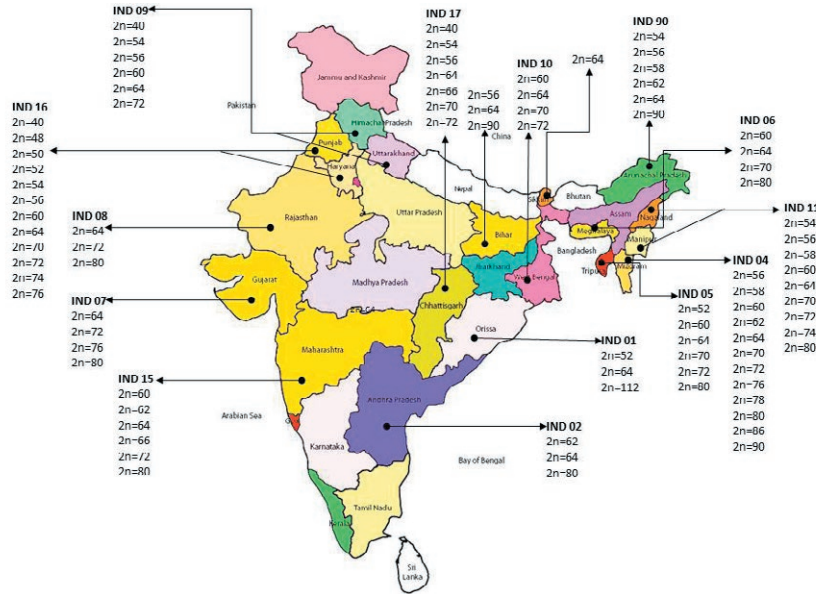 IND 09
2n=40
2n=54
2n=56
2n=60
2n=64
2n=72
IND 17
2n=40
2n=54
2n=56
2n-64
2n=66
2n=70
2n-72
2n=56
2n=64
2n=90
IND 10
2n=60
2n=64
2n=70
2n=72
2n=64
IND 90
2n=54
2n=56
2n=58
2n=62
2n=64
2n=90
IND 06
2n=60
2n=64
2n=70
2n=80
IND 16
2n-40
2n=48
2n=50
2n=52
2n=54
2n-56
2n=60
2n=64
2n=70
2n=72
2n=74
2n=76
IND 11
2n=54
2n=56
2n-58
2n=60
2n-64
2n=70
2n=72
2n-74
2n=80
IND 08
2n=64
2n=72
2n=80
IND 07
2n=64
2n=72
2n=76
2n-80
IND 15
2n=60
2n-62
2n=64
2n-66
2n=72
2n=80
IND 04
2n=56
2n=58
2n=60
2n=62
2n=64
2n=70
2n=72
2n-76
2n=78
2n=80
2n=86
2n=90
IND 05
2n=52
2n=60
2n-64
2n=70
2n=72
2n=80
IND 01
2n=52
2n=64
2n-112
IND 02
2n=62
2n=64
2n-80
Jammu and Kashmir
Pakistan
Himachal Pradesh
Punjab
Uttarakhand
Haryana
China
Nepal
Rajasthan
Uttar Pradesh
Bhutan
Arunachal Pradesh
Assam
Nagaland
Meghalaya
Manipur
Bihar
Bangladesh
Mizoram
Gujarat
Madhya Pradesh
Jharkhand
West Bengal
Chhattisgarh
Orissa
Maharashtra
Andhra Pradesh
Arabian Sea
Karnataka
Bay of Bengal
Tamil Nadu
Kerala
Sri
Lanka